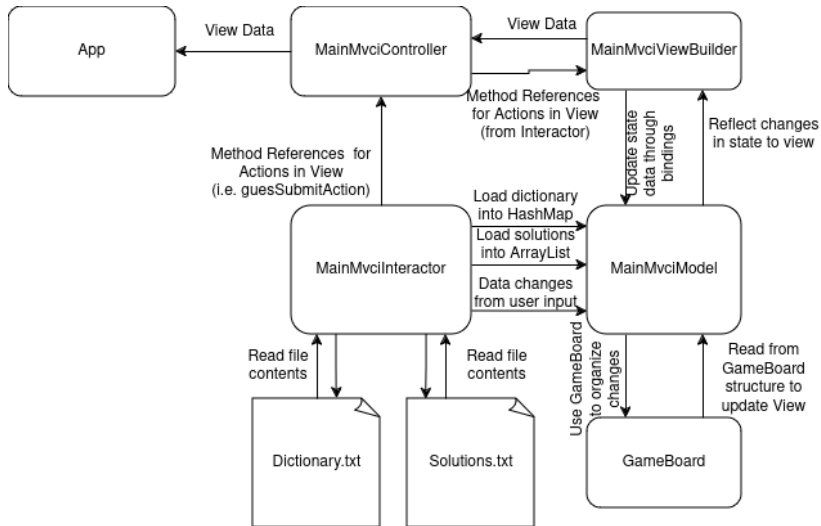 View Data
View Data
App
MainMvciController
MainMvciViewBuilder
Method References
for Actions in View
(from Interactor)
Update state
data through
bindings
Reflect changes
in state to view
Method References for
Actions in View
(i.e. guesSubmitAction)
Load dictionary
into HashMap
Load solutions
into ArrayList
MainMvciInteractor
MainMvciModel
Data changes
from user input
Read file
contents
Read file
contents
Use GameBoard
to organize
changes
Read from
GameBoard
structure to
update View
Dictionary.txt
Solutions.txt
GameBoard